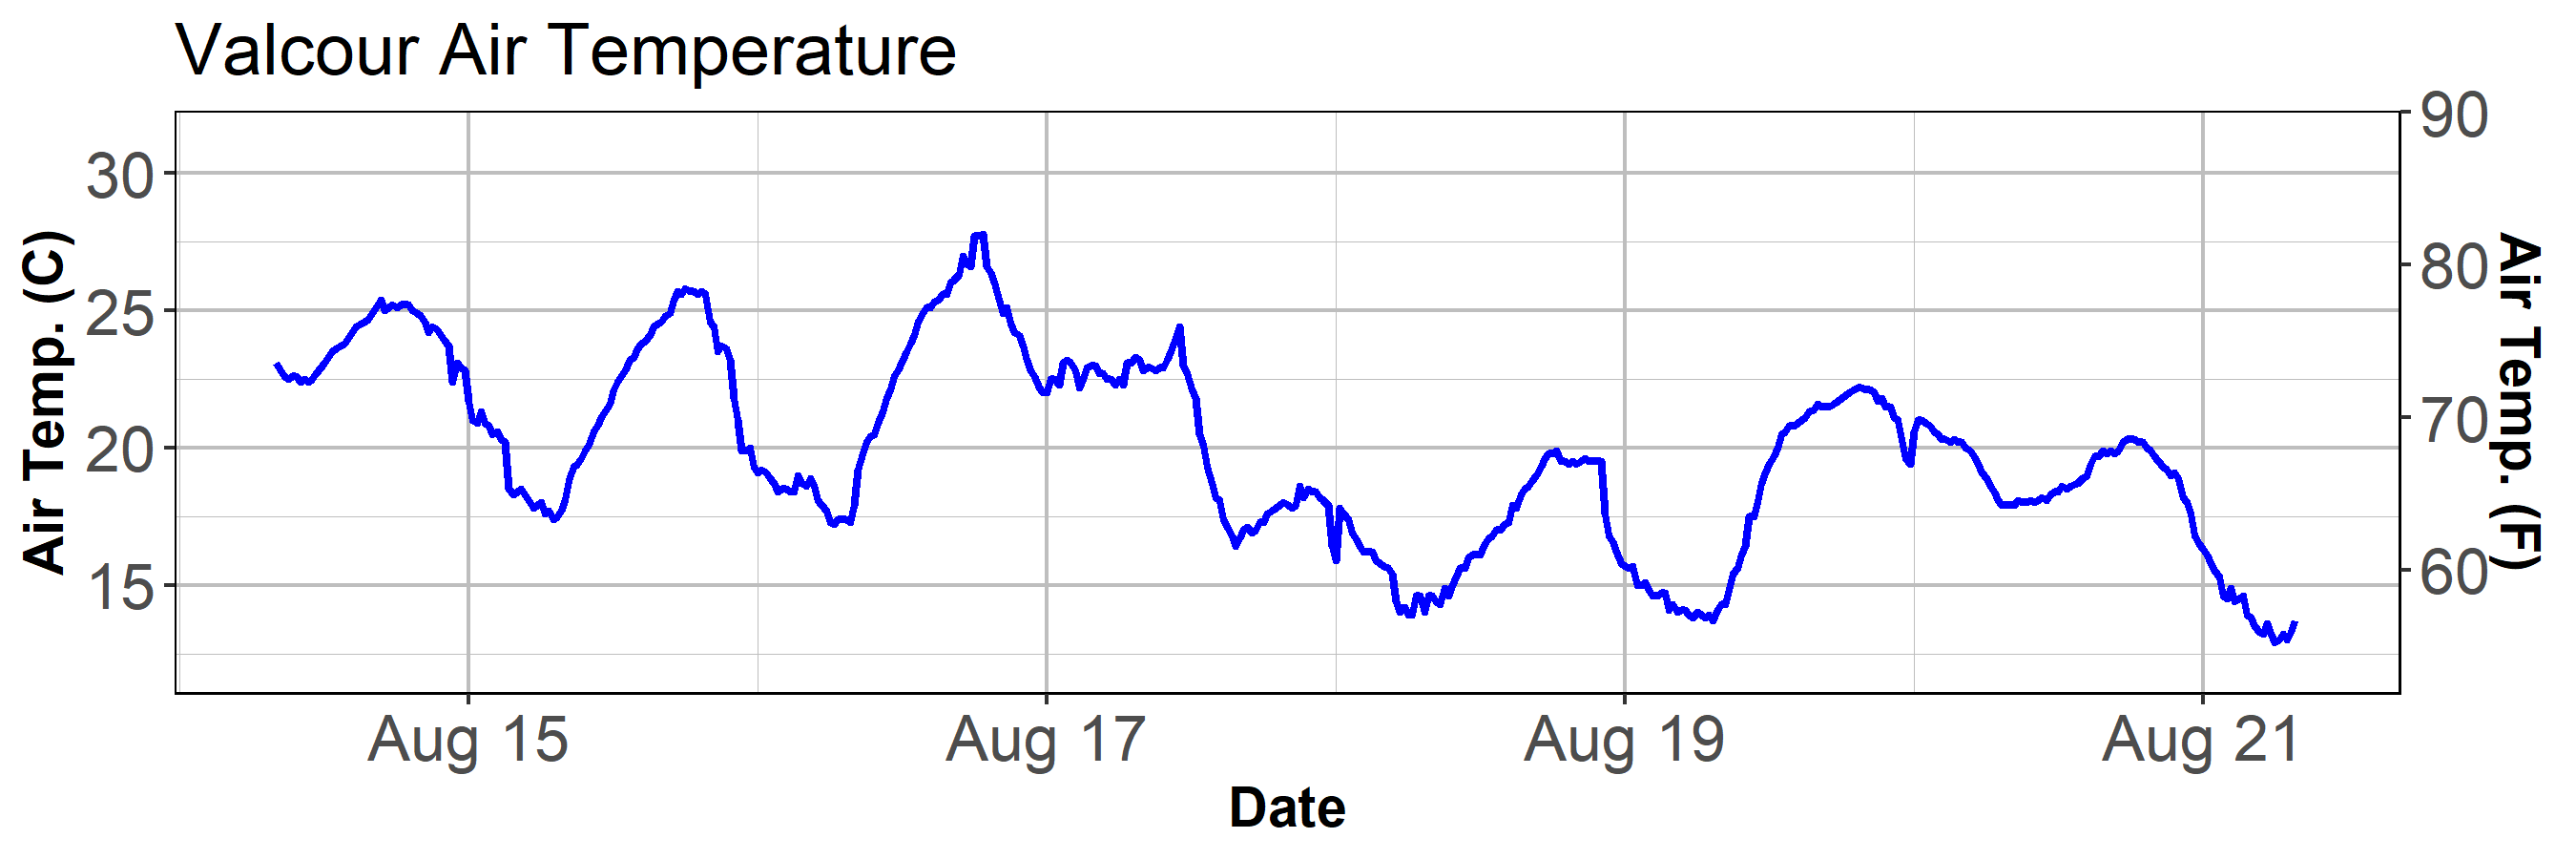 Valcour Air Temperature
Air Temp. (C)
30
25
20
15
90
80
70
60
Air Temp. (F)
Aug 15
Aug 17
Aug 19
Aug 21
Date